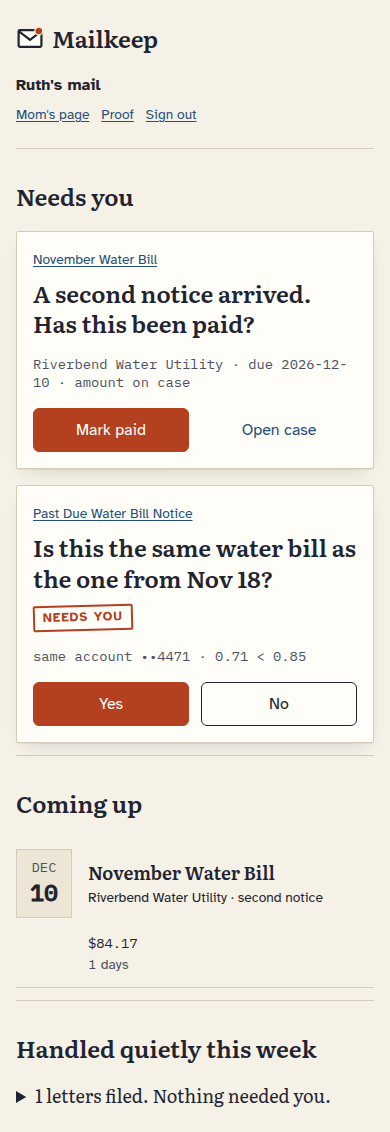 Mailkeep
Ruth's mail
Mom's page Proof Sign out
Needs you
November Water Bill
A second notice arrived.
Has this been paid?
Riverbend Water Utility · due 2026-12-
10 · amount on case
Mark paid Open case
Past Due Water Bill Notice
Is this the same water bill as
the one from Nov 18?
NEEDS YOU
same account ••4471 · 0.71 < 0.85
Yes No
Coming up
DEC
10
November Water Bill
Riverbend Water Utility · second notice
$84.17
1 days
Handled quietly this week
1 letters filed. Nothing needed you.